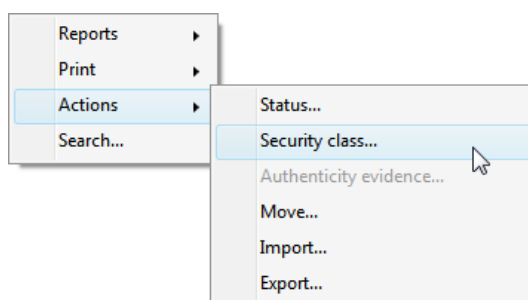 Reports
Print
Actions
Search...
Status...
Security class...
Authenticity evidence...
Move...
Import...
Export...